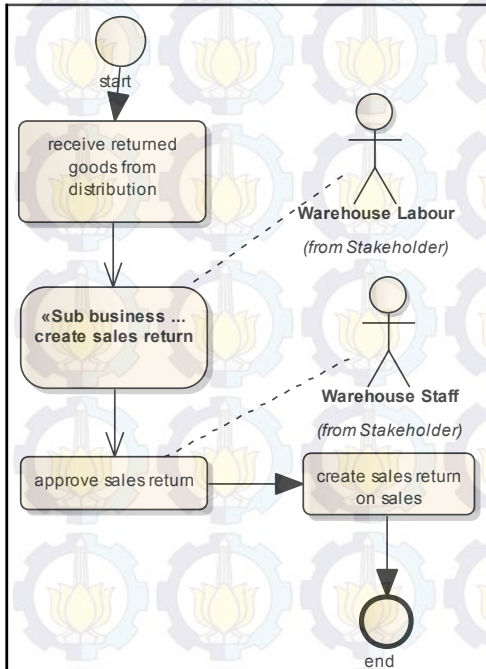 start
receive returned
goods from
distribution
Warehouse Labour
(from Stakeholder)
«Sub business ...
create sales return
Warehouse Staff
(from Stakeholder)
approve sales return
create sales return
on sales
end